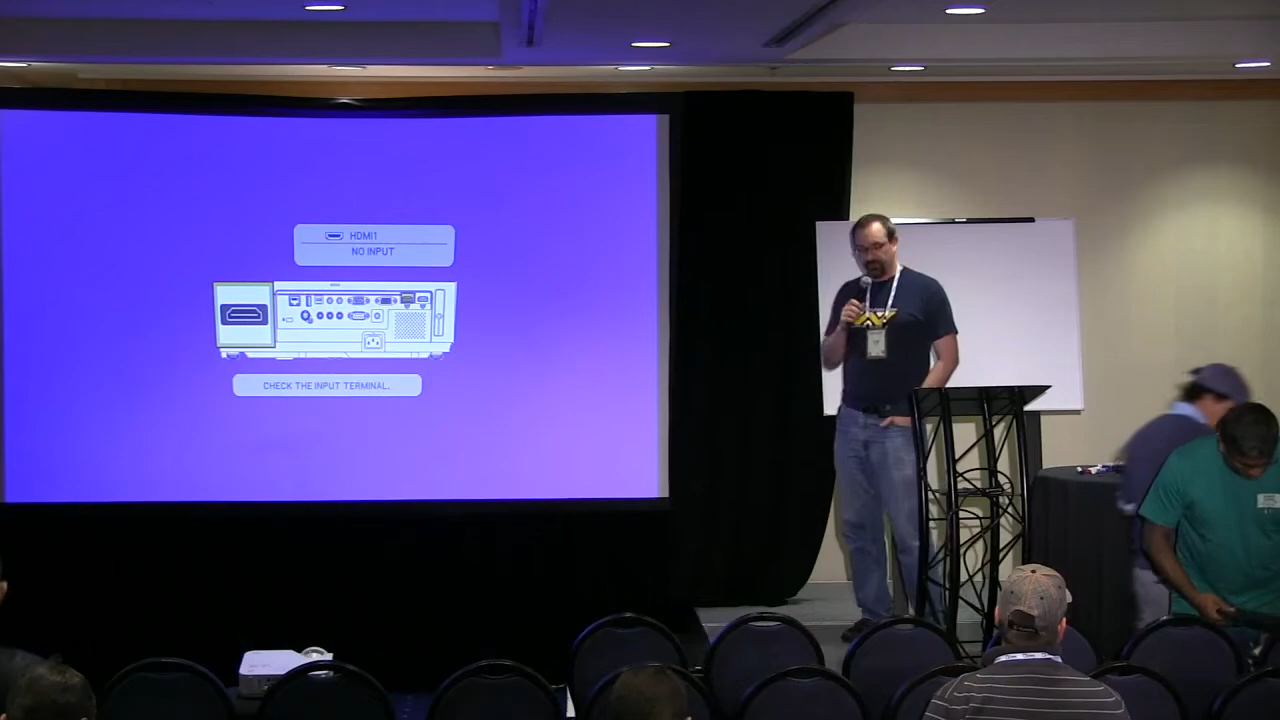 HDMI1
NO INPUT
CHECK THE INPUT TERMINAL.